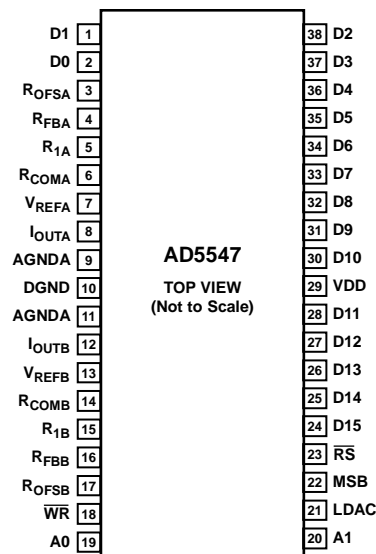 D1 1 38 D2
D0 2 37 D3
ROFSA 3 36 D4
RFBA 4 35 D5
R1A 5 34 D6
RCOMA 6 33 D7
VREFA 7 32 D8
IOUTA 8 31 D9
AGNDA 9 AD5547 30 D10
DGND 10 TOP VIEW 29 VDD
AGNDA 11 (Not to Scale) 28 D11
IOUTB 12 27 D12
VREFB 13 26 D13
RCOMB 14 25 D14
R1B 15 24 D15
RFBB 16 23 R̅S̅
ROFSB 17 22 MSB
W̅R̅ 18 21 LDAC
A0 19 20 A1